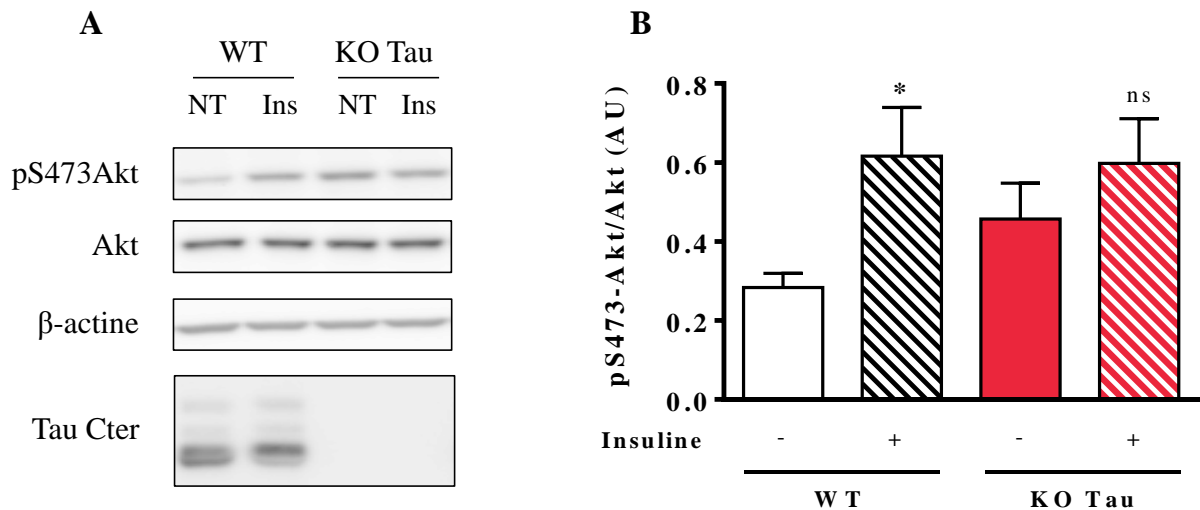 A
WT KO Tau
NT Ins NT Ins
pS473Akt
Akt
β-actine
Tau Cter
B
pS473-Akt/Akt (AU)
0.8
0.6
0.4
0.2
0.0
*
ns
Insuline - + - +
WT KO Tau